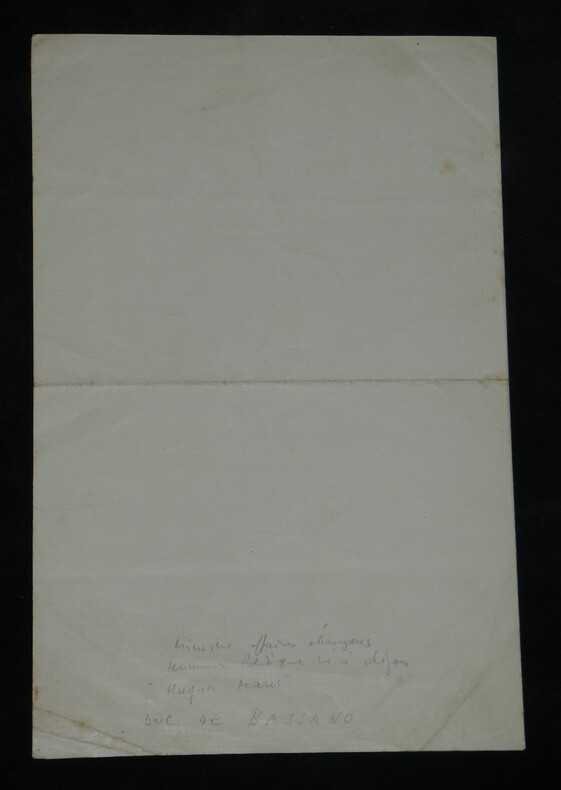 Ministre affaires étrangères
Homme Politique né à Dijon
Hugues Maret
DUC DE BASSANO